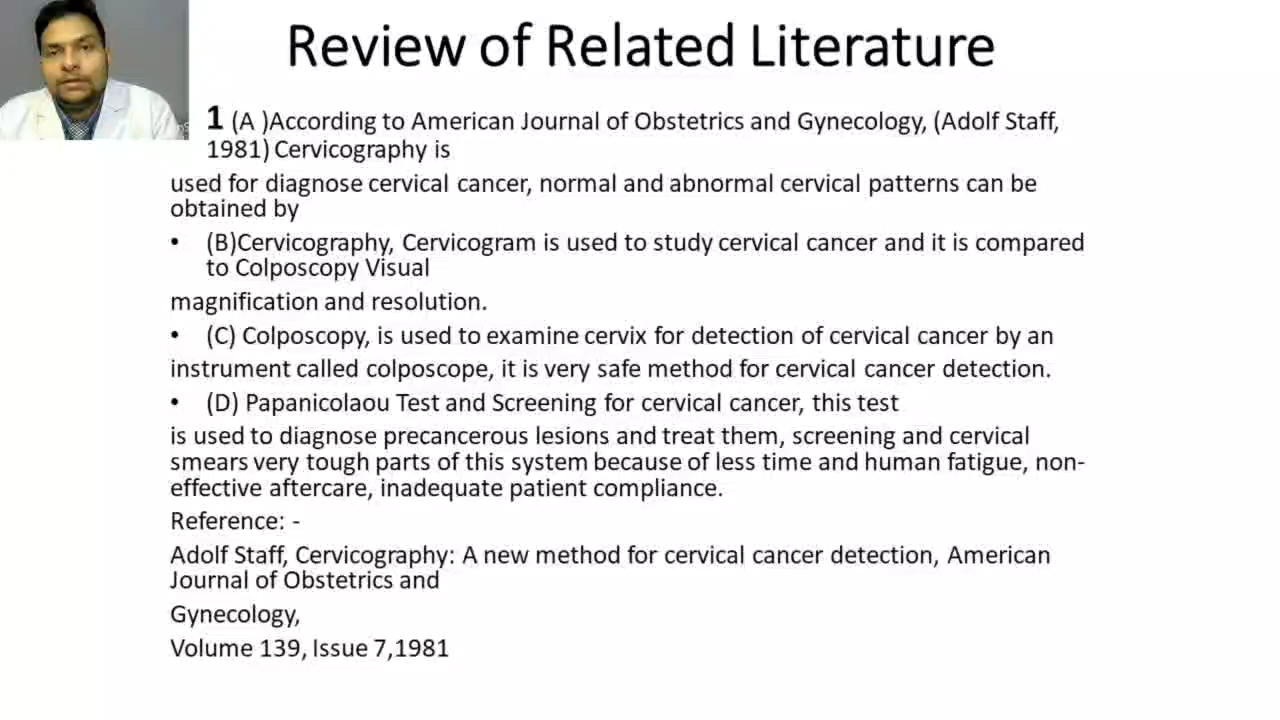 Review of Related Literature
1 (A )According to American Journal of Obstetrics and Gynecology, (Adolf Staff,
1981) Cervicography is
used for diagnose cervical cancer, normal and abnormal cervical patterns can be
obtained by
• (B)Cervicography, Cervicogram is used to study cervical cancer and it is compared
to Colposcopy Visual
magnification and resolution.
• (C) Colposcopy, is used to examine cervix for detection of cervical cancer by an
instrument called colposcope, it is very safe method for cervical cancer detection.
• (D) Papanicolaou Test and Screening for cervical cancer, this test
is used to diagnose precancerous lesions and treat them, screening and cervical
smears very tough parts of this system because of less time and human fatigue, non-
effective aftercare, inadequate patient compliance.
Reference: -
Adolf Staff, Cervicography: A new method for cervical cancer detection, American
Journal of Obstetrics and
Gynecology,
Volume 139, Issue 7,1981